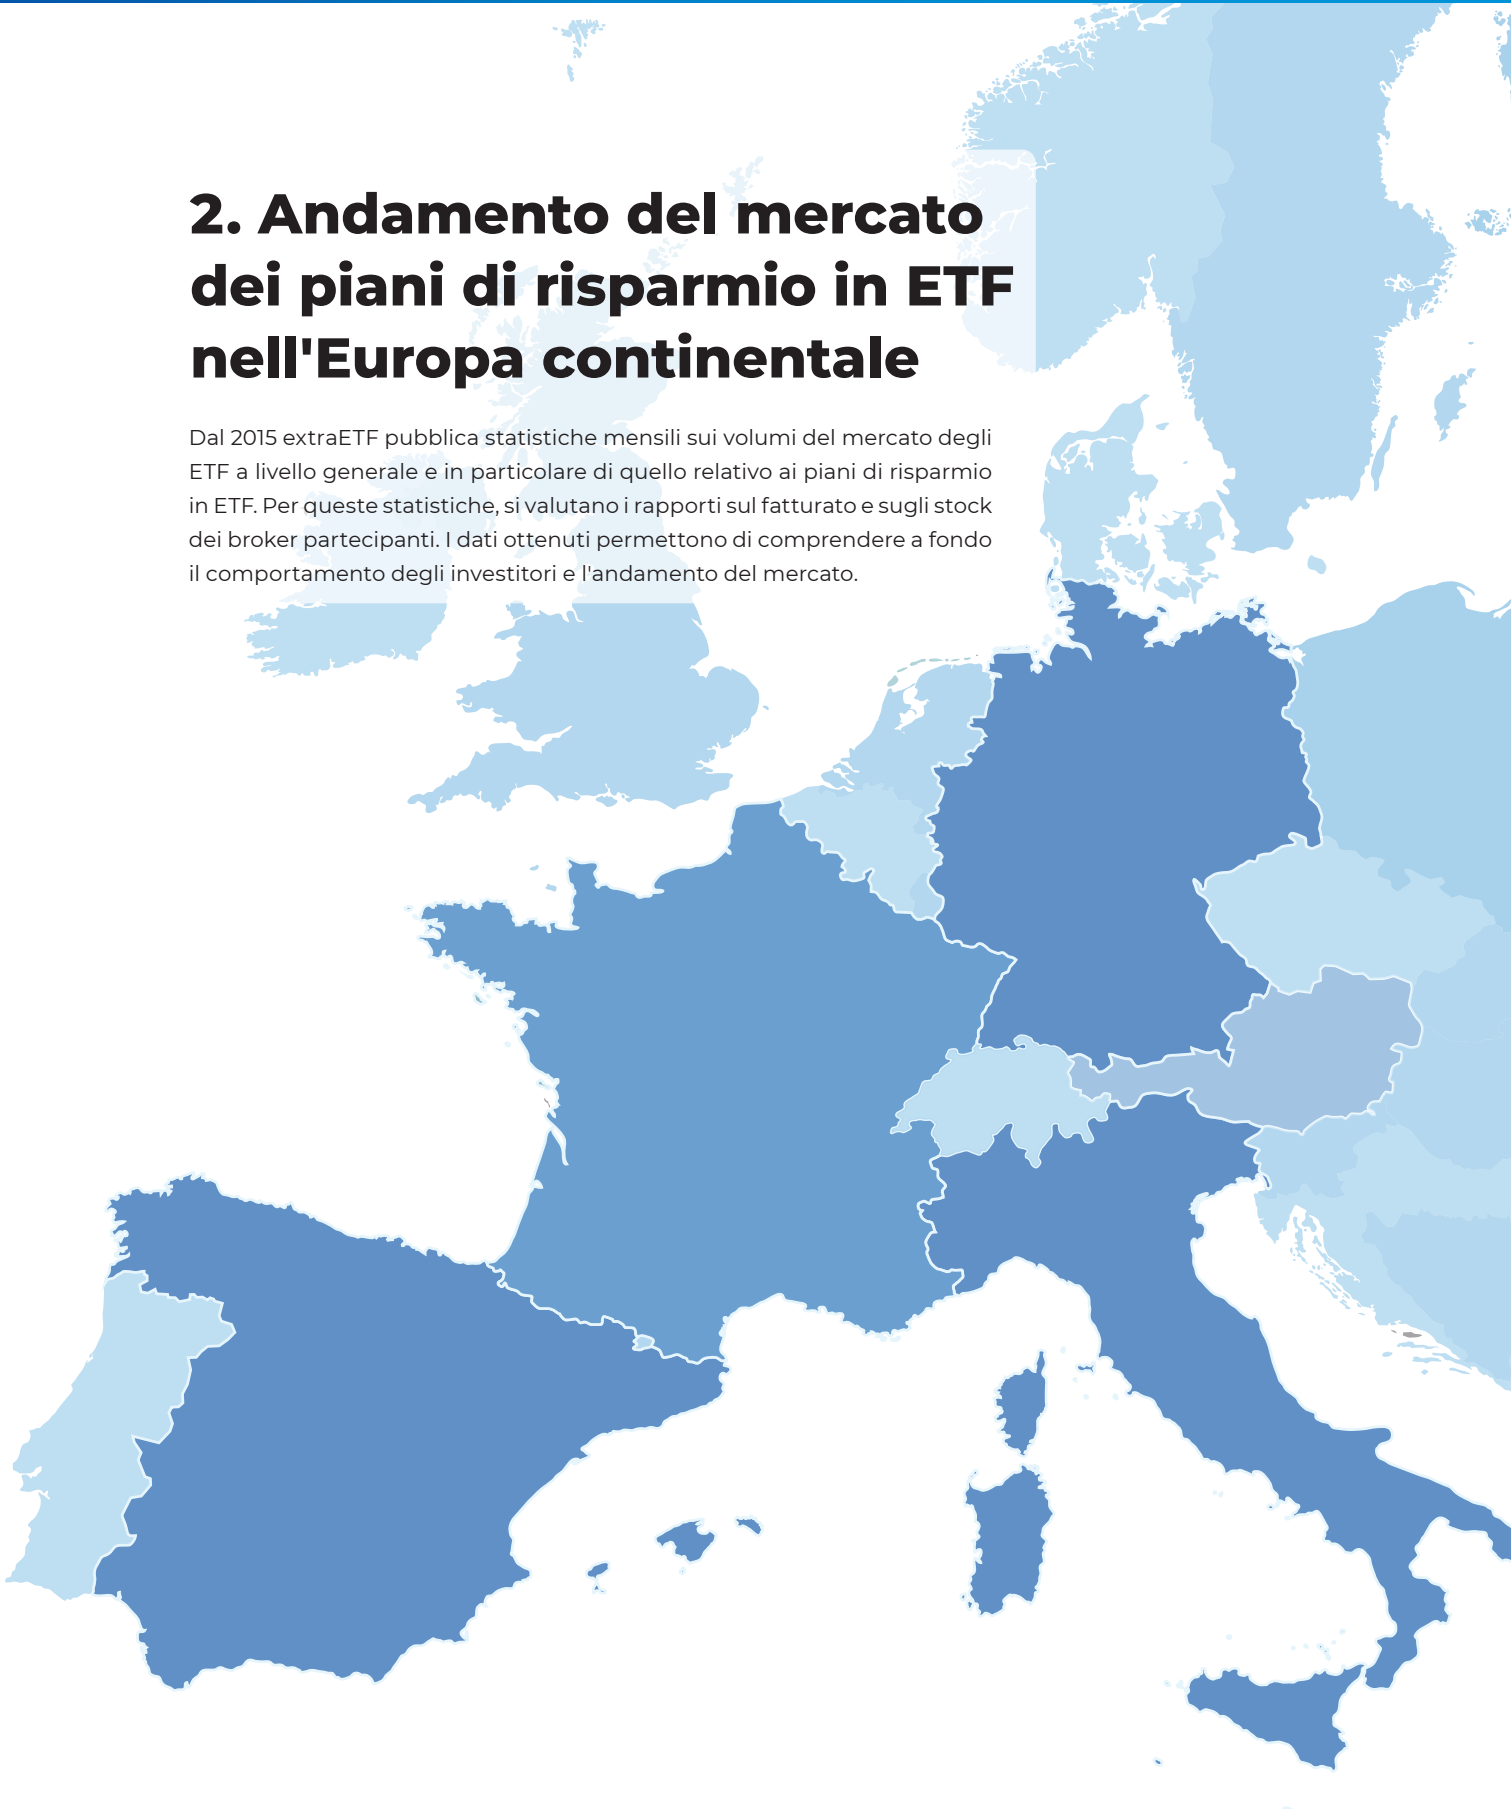 2. Andamento del mercato
dei piani di risparmio in ETF
nell'Europa continentale
Dal 2015 extraETF pubblica statistiche mensili sui volumi del mercato degli
ETF a livello generale e in particolare di quello relativo ai piani di risparmio
in ETF. Per queste statistiche, si valutano i rapporti sul fatturato e sugli stock
dei broker partecipanti. I dati ottenuti permettono di comprendere a fondo
il comportamento degli investitori e l'andamento del mercato.